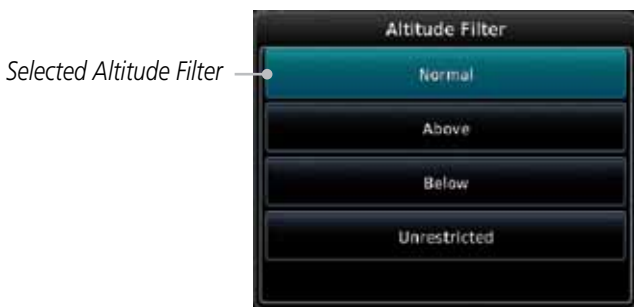 Altitude Filter
Selected Altitude Filter
Normal
Above
Below
Unrestricted